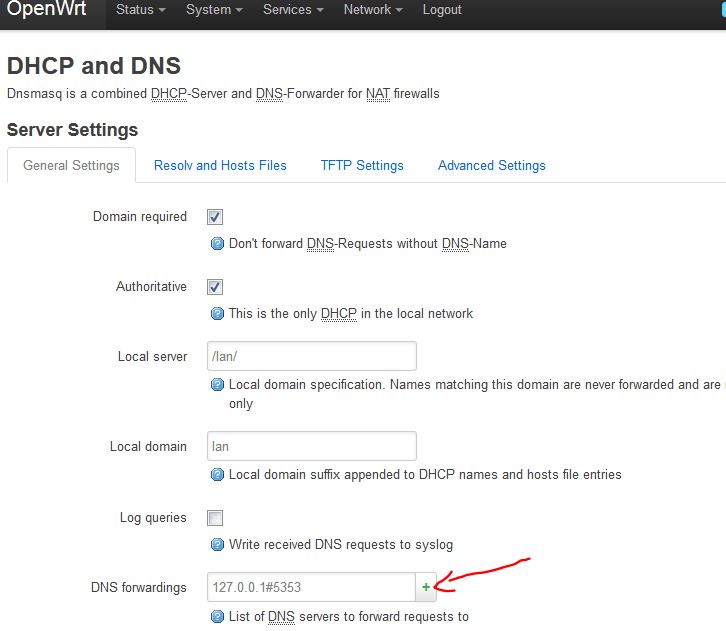 OpenWrt Status System Services Network Logout
DHCP and DNS
Dnsmasq is a combined DHCP-Server and DNS-Forwarder for NAT firewalls
Server Settings
General Settings Resolv and Hosts Files TFTP Settings Advanced Settings
Domain required
Don't forward DNS-Requests without DNS-Name
Authoritative
This is the only DHCP in the local network
Local server /lan/
Local domain specification. Names matching this domain are never forwarded and are
only
Local domain lan
Local domain suffix appended to DHCP names and hosts file entries
Log queries
Write received DNS requests to syslog
DNS forwardings 127.0.0.1#5353 +
List of DNS servers to forward requests to